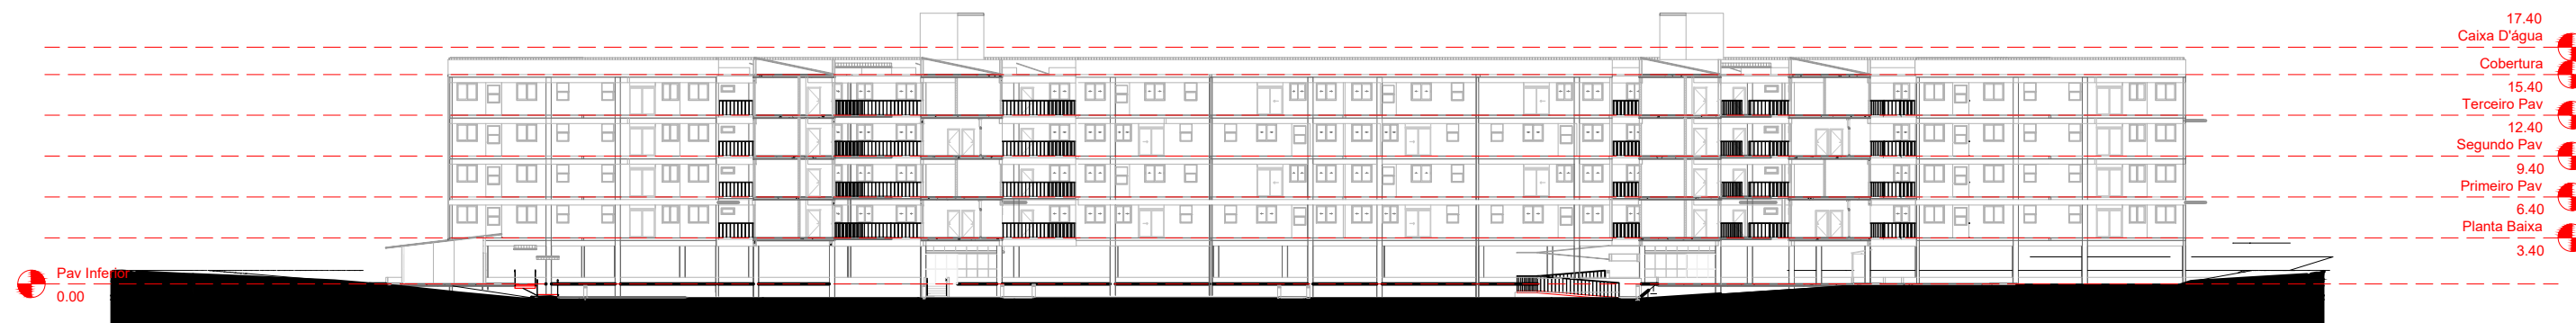 17.40
Caixa D'água
Cobertura
15.40
Terceiro Pav
12.40
Segundo Pav
9.40
Primeiro Pav
6.40
Planta Baixa
3.40
Pav Inferior
0.00